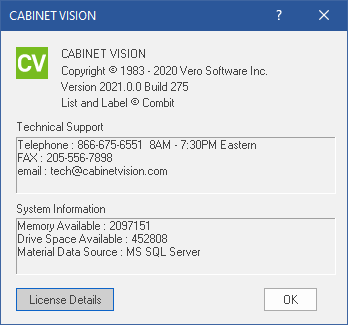 CABINET VISION
? ✕
CV
CABINET VISION
Copyright © 1983 - 2020 Vero Software Inc.
Version 2021.0.0 Build 275
List and Label © Combit
Technical Support
Telephone : 866-675-6551 8AM - 7:30PM Eastern
FAX : 205-556-7898
email : tech@cabinetvision.com
System Information
Memory Available : 2097151
Drive Space Available : 452808
Material Data Source : MS SQL Server
License Details
OK